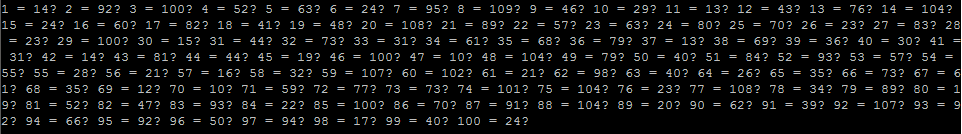 1 = 14? 2 = 92? 3 = 100? 4 = 52? 5 = 63? 6 = 24? 7 = 95? 8 = 109? 9 = 46? 10 = 29? 11 = 13? 12 = 43? 13 = 76? 14 = 104?
15 = 24? 16 = 60? 17 = 82? 18 = 41? 19 = 48? 20 = 108? 21 = 89? 22 = 57? 23 = 63? 24 = 80? 25 = 70? 26 = 23? 27 = 83? 28
= 23? 29 = 100? 30 = 15? 31 = 44? 32 = 73? 33 = 31? 34 = 61? 35 = 68? 36 = 79? 37 = 13? 38 = 69? 39 = 36? 40 = 30? 41 =
31? 42 = 14? 43 = 81? 44 = 44? 45 = 19? 46 = 100? 47 = 10? 48 = 104? 49 = 79? 50 = 40? 51 = 84? 52 = 93? 53 = 57? 54 =
55? 55 = 28? 56 = 21? 57 = 16? 58 = 32? 59 = 107? 60 = 102? 61 = 21? 62 = 98? 63 = 40? 64 = 26? 65 = 35? 66 = 73? 67 = 6
1? 68 = 35? 69 = 12? 70 = 10? 71 = 59? 72 = 77? 73 = 73? 74 = 101? 75 = 104? 76 = 23? 77 = 108? 78 = 34? 79 = 89? 80 = 1
9? 81 = 52? 82 = 47? 83 = 93? 84 = 22? 85 = 100? 86 = 70? 87 = 91? 88 = 104? 89 = 20? 90 = 62? 91 = 39? 92 = 107? 93 = 9
2? 94 = 66? 95 = 92? 96 = 50? 97 = 94? 98 = 17? 99 = 40? 100 = 24?